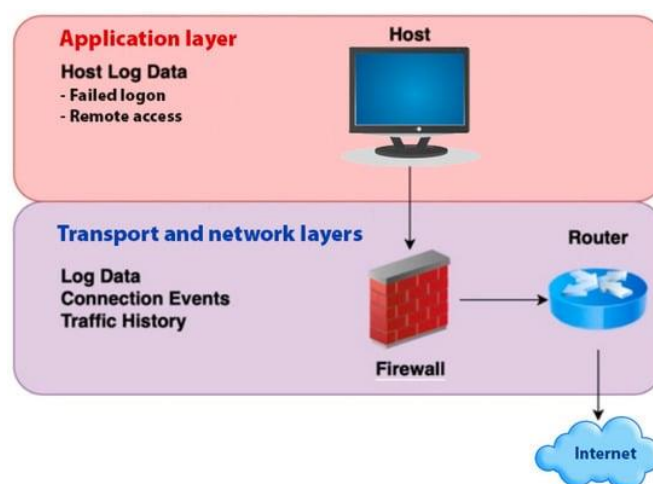 Application layer
Host
Host Log Data
- Failed logon
- Remote access
Transport and network layers
Router
Log Data
Connection Events
Traffic History
Firewall
Internet